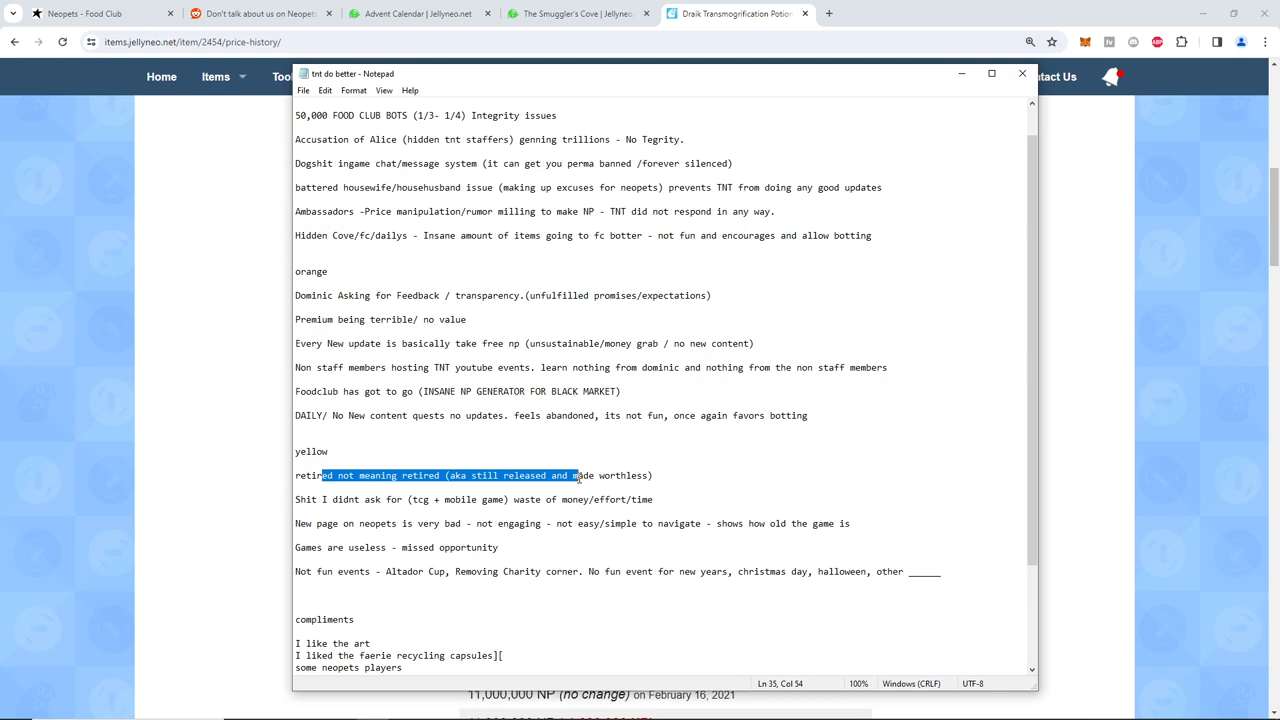 Neopets - Food Club
Don't talk about us on Neopets
Advent Calendar | Jellyneo.net
The Smuggler's Cove | Jellyneo.
Draik Transmogrification Potion
items.jellyneo.net/item/2454/price-history/
Home
Items
Tool
tact Us
tnt do better - Notepad
File Edit Format View Help
50,000 FOOD CLUB BOTS (1/3- 1/4) Integrity issues
Accusation of Alice (hidden tnt staffers) genning trillions - No Tegrity.
Dogshit ingame chat/message system (it can get you perma banned /forever silenced)
battered housewife/househusband issue (making up excuses for neopets) prevents TNT from doing any good updates
Ambassadors -Price manipulation/rumor milling to make NP - TNT did not respond in any way.
Hidden Cove/fc/dailys - Insane amount of items going to fc botter - not fun and encourages and allow botting
orange
Dominic Asking for Feedback / transparency.(unfulfilled promises/expectations)
Premium being terrible/ no value
Every New update is basically take free np (unsustainable/money grab / no new content)
Non staff members hosting TNT youtube events. learn nothing from dominic and nothing from the non staff members
Foodclub has got to go (INSANE NP GENERATOR FOR BLACK MARKET)
DAILY/ No New content quests no updates. feels abandoned, its not fun, once again favors botting
yellow
retired not meaning retired (aka still released and made worthless)
Shit I didnt ask for (tcg + mobile game) waste of money/effort/time
New page on neopets is very bad - not engaging - not easy/simple to navigate - shows how old the game is
Games are useless - missed opportunity
Not fun events - Altador Cup, Removing Charity corner. No fun event for new years, christmas day, halloween, other ______
compliments
I like the art
I liked the faerie recycling capsules][
some neopets players
Ln 35, Col 54
100%
Windows (CRLF)
UTF-8
11,000,000 NP (no change) on February 16, 2021